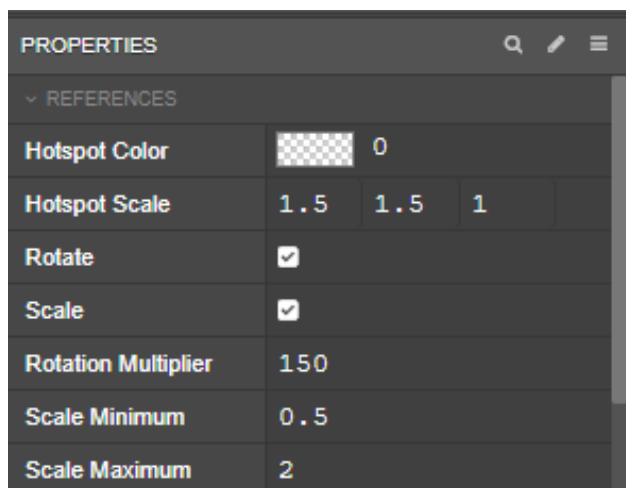 PROPERTIES
REFERENCES
Hotspot Color 0
Hotspot Scale 1.5 1.5 1
Rotate
Scale
Rotation Multiplier 150
Scale Minimum 0.5
Scale Maximum 2